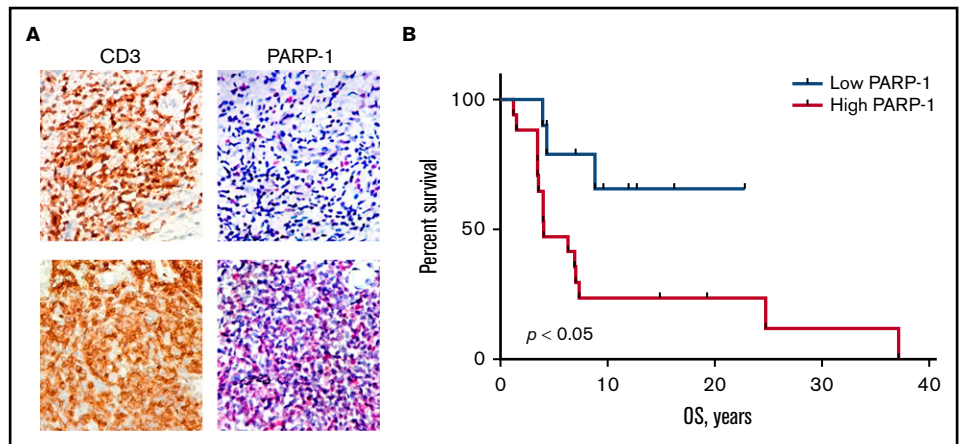 A
CD3 PARP-1
B
Low PARP-1
High PARP-1
100
50
0
Percent survival
p < 0.05
0 10 20 30 40
OS, years